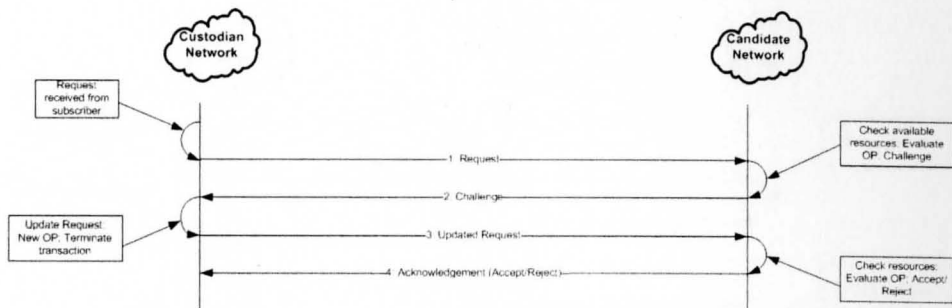 Custodian
Network
Candidate
Network
Request
received from
subscriber
1 Request
Check available
resources. Evaluate
OP. Challenge
2 Challenge
Update Request.
New OP; Terminate
transaction
3 Updated Request
4 Acknowledgement (Accept/Reject)
Check resources.
Evaluate OP; Accept/
Reject